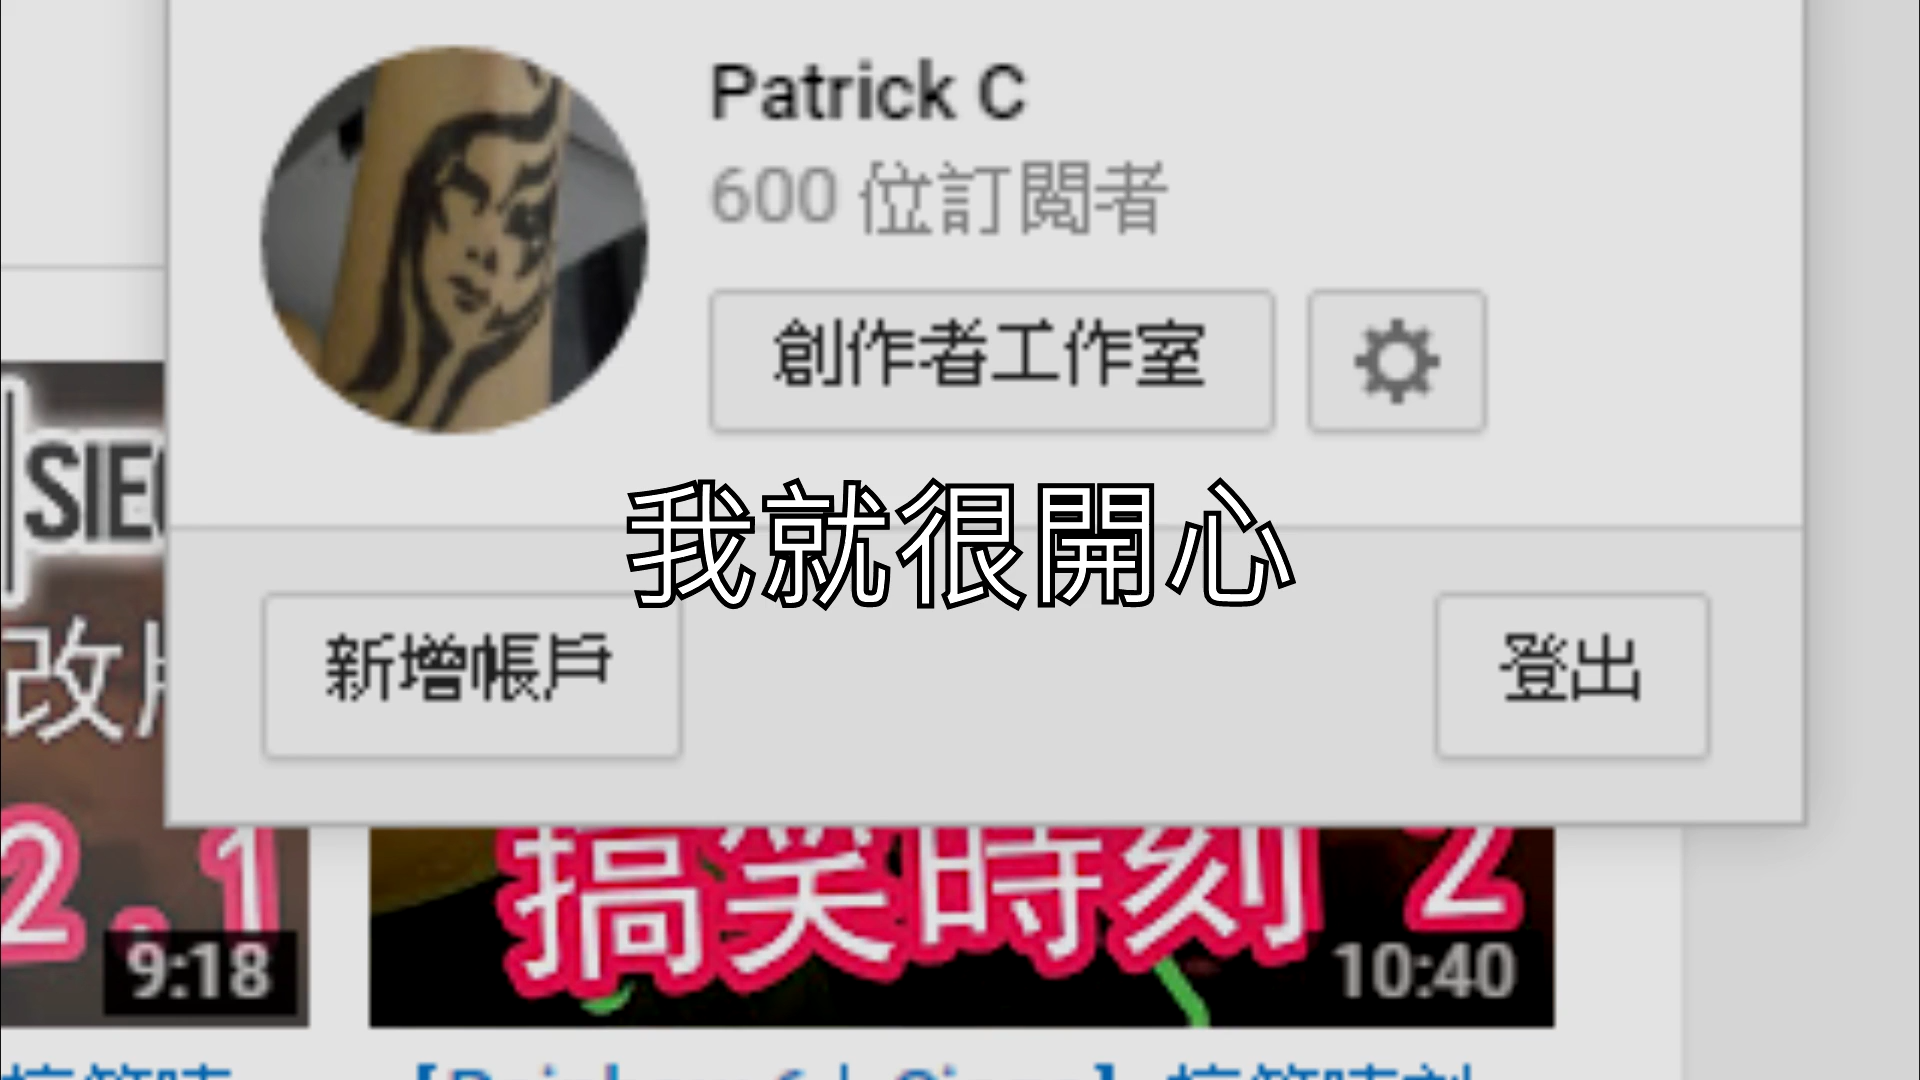 Patrick C
600 位訂閱者
創作者工作室
我就很開心
新增帳戶
登出
改
2.1
9:18
搞笑時刻 2
10:40